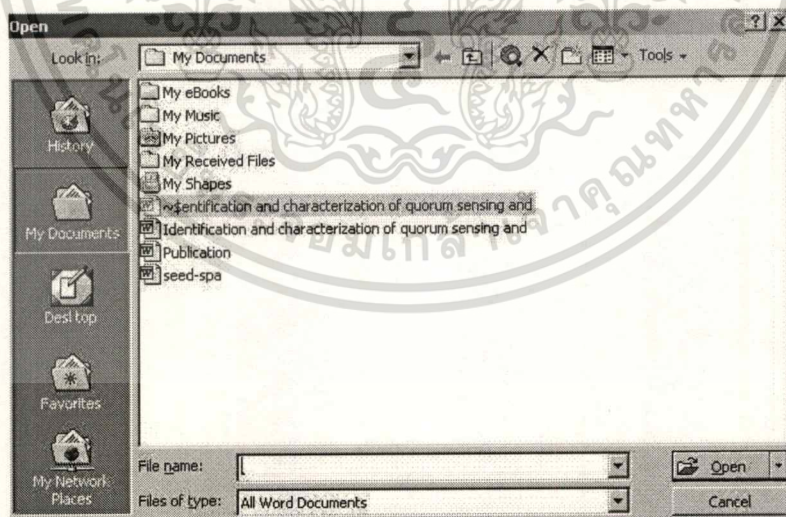 Open
Look in: My Documents Tools
My eBooks
My Music
My Pictures
My Received Files
My Shapes
~$entification and characterization of quorum sensing and
Identification and characterization of quorum sensing and
Publication
seed-spa
History
My Documents
Desktop
Favorites
My Network Places
File name: Open
Files of type: All Word Documents Cancel